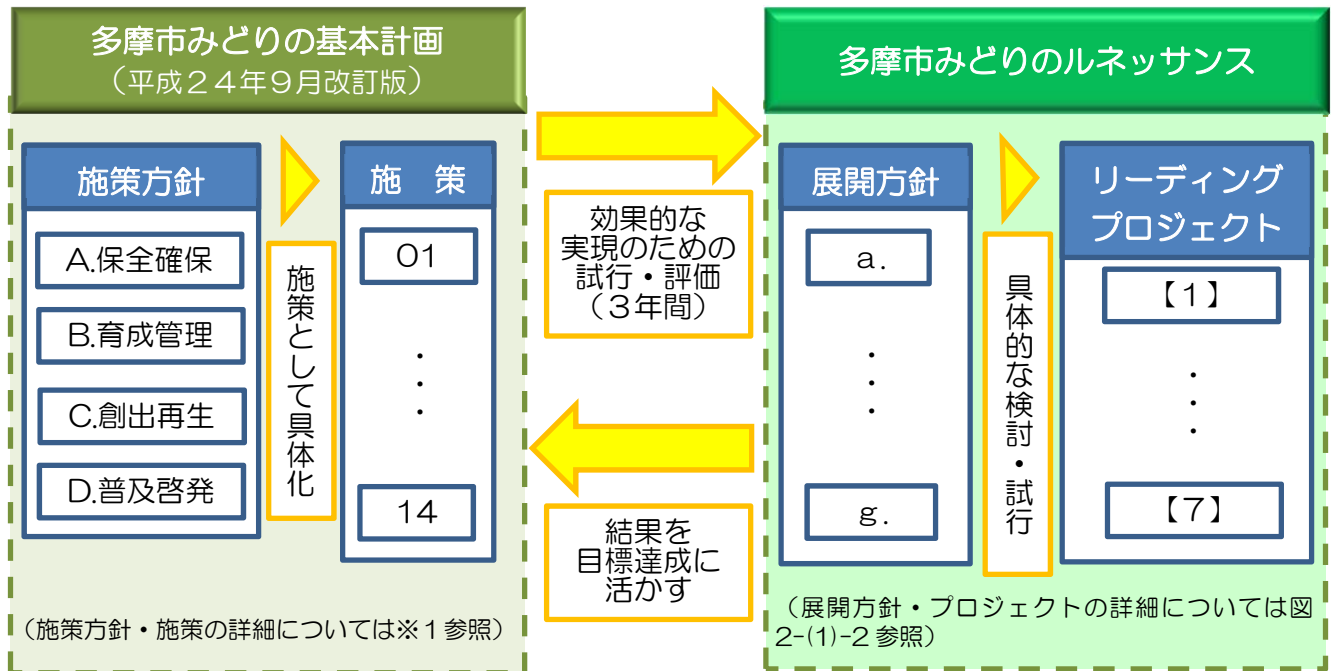 多摩市みどりの基本計画
（平成２４年９月改訂版）
施策方針
A.保全確保
B.育成管理
C.創出再生
D.普及啓発
施策として具体化
施　策
01
・
・
・
14
（施策方針・施策の詳細については※１参照）
効果的な
実現のための
試行・評価
（３年間）
結果を
目標達成に
活かす
多摩市みどりのルネッサンス
展開方針
a.
・
・
・
g.
具体的な検討・試行
リーディング
プロジェクト
【１】
・
・
・
【７】
（展開方針・プロジェクトの詳細については図
2-(1)-2 参照）